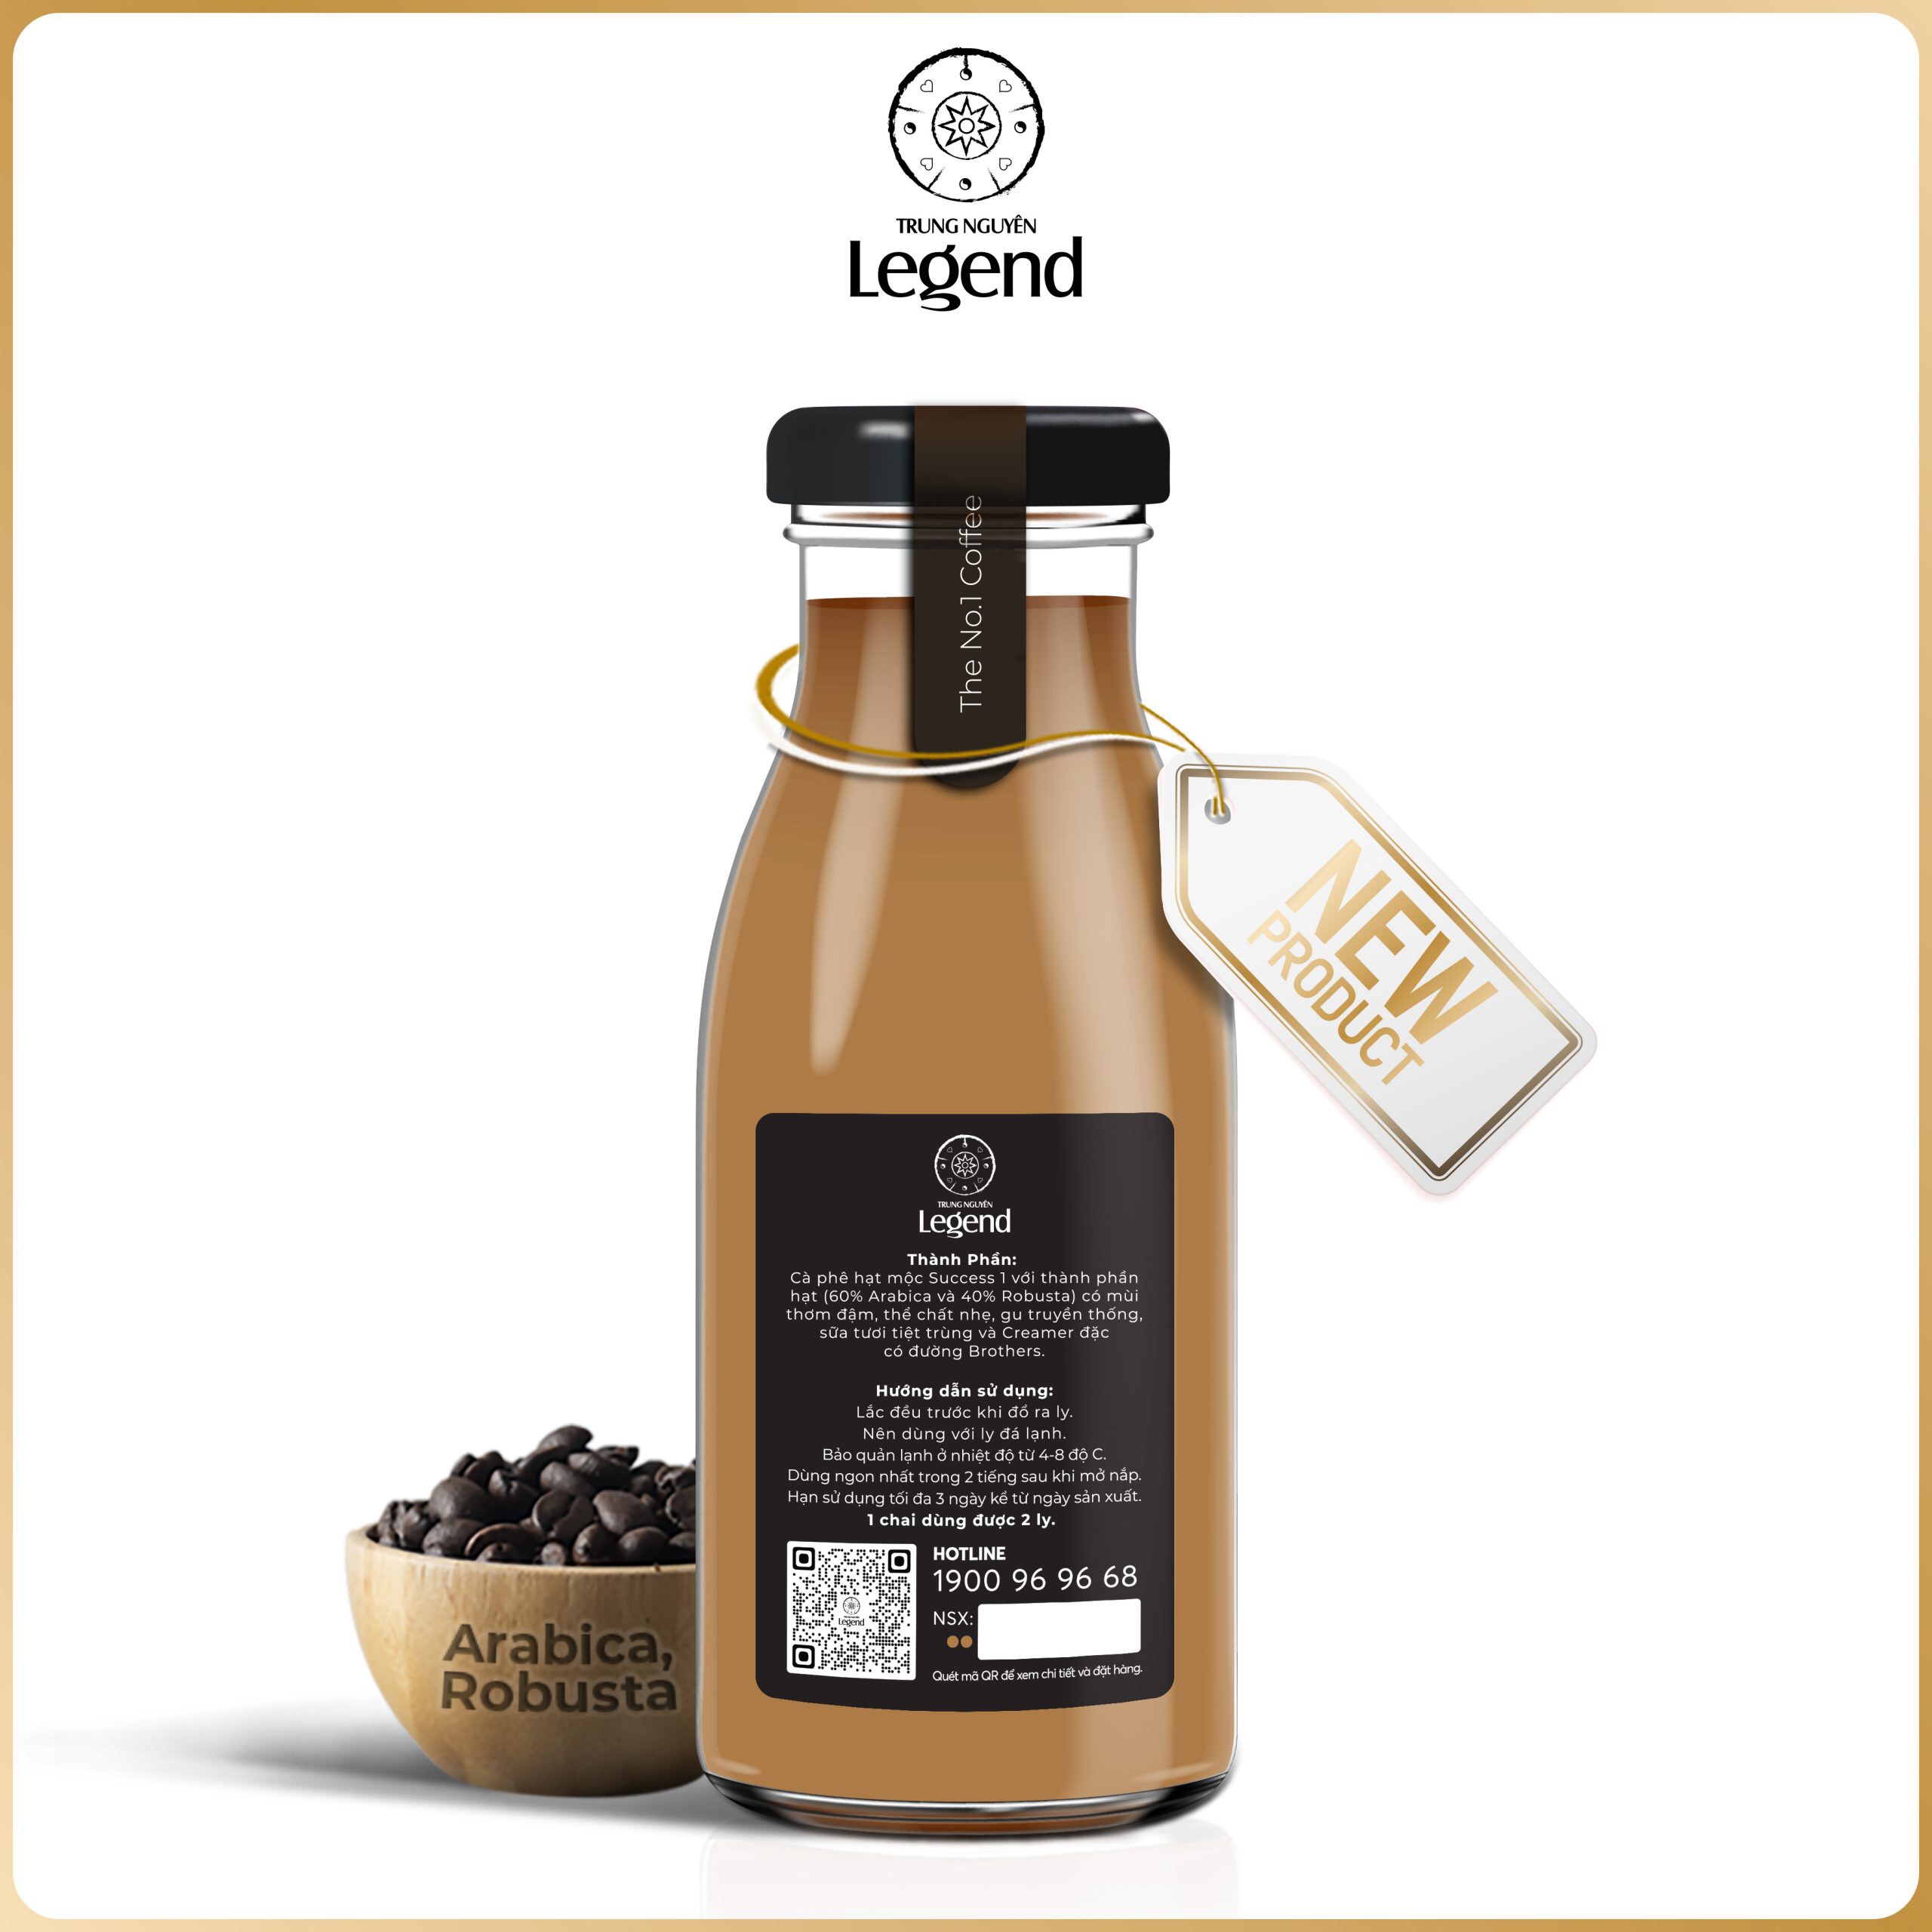 TRUNG NGUYÊN
Legend
The No.1 Coffee
NEW
PRODUCT
TRUNG NGUYÊN
Legend
Thành Phần:
Cà phê hạt mộc Success 1 với thành phần
hạt (60% Arabica và 40% Robusta) có mùi
thơm đậm, thể chất nhẹ, gu truyền thống,
sữa tươi tiệt trùng và Creamer đặc
có đường Brothers.
Hướng dẫn sử dụng:
Lắc đều trước khi đổ ra ly.
Nên dùng với ly đá lạnh.
Bảo quản lạnh ở nhiệt độ từ 4-8 độ C.
Dùng ngon nhất trong 2 tiếng sau khi mở nắp.
Hạn sử dụng tối đa 3 ngày kể từ ngày sản xuất.
1 chai dùng được 2 ly.
Legend
HOTLINE
1900 96 96 68
NSX:
Quét mã QR để xem chi tiết và đặt hàng.
Arabica,
Robusta